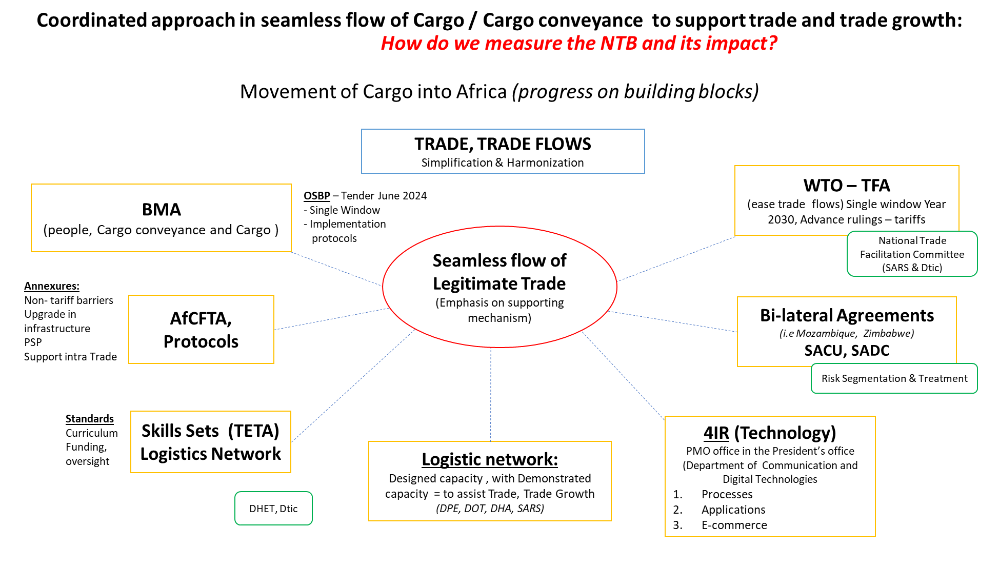 Coordinated approach in seamless flow of Cargo / Cargo conveyance to support trade and trade growth:
How do we measure the NTB and its impact?
Movement of Cargo into Africa (progress on building blocks)
TRADE, TRADE FLOWS
Simplification & Harmonization
BMA
(people, Cargo conveyance and Cargo )
OSBP – Tender June 2024
- Single Window
- Implementation
protocols
WTO – TFA
(ease trade flows) Single window Year
2030, Advance rulings – tariffs
National Trade
Facilitation Committee
(SARS & Dtic)
Seamless flow of
Legitimate Trade
(Emphasis on supporting
mechanism)
Annexures:
Non- tariff barriers
Upgrade in
infrastructure
PSP
Support intra Trade
AfCFTA,
Protocols
Bi-lateral Agreements
(i.e Mozambique, Zimbabwe)
SACU, SADC
Risk Segmentation & Treatment
Standards
Curriculum
Funding,
oversight
Skills Sets (TETA)
Logistics Network
DHET, Dtic
Logistic network:
Designed capacity , with Demonstrated
capacity = to assist Trade, Trade Growth
(DPE, DOT, DHA, SARS)
4IR (Technology)
PMO office in the President’s office
(Department of Communication and
Digital Technologies
1. Processes
2. Applications
3. E-commerce